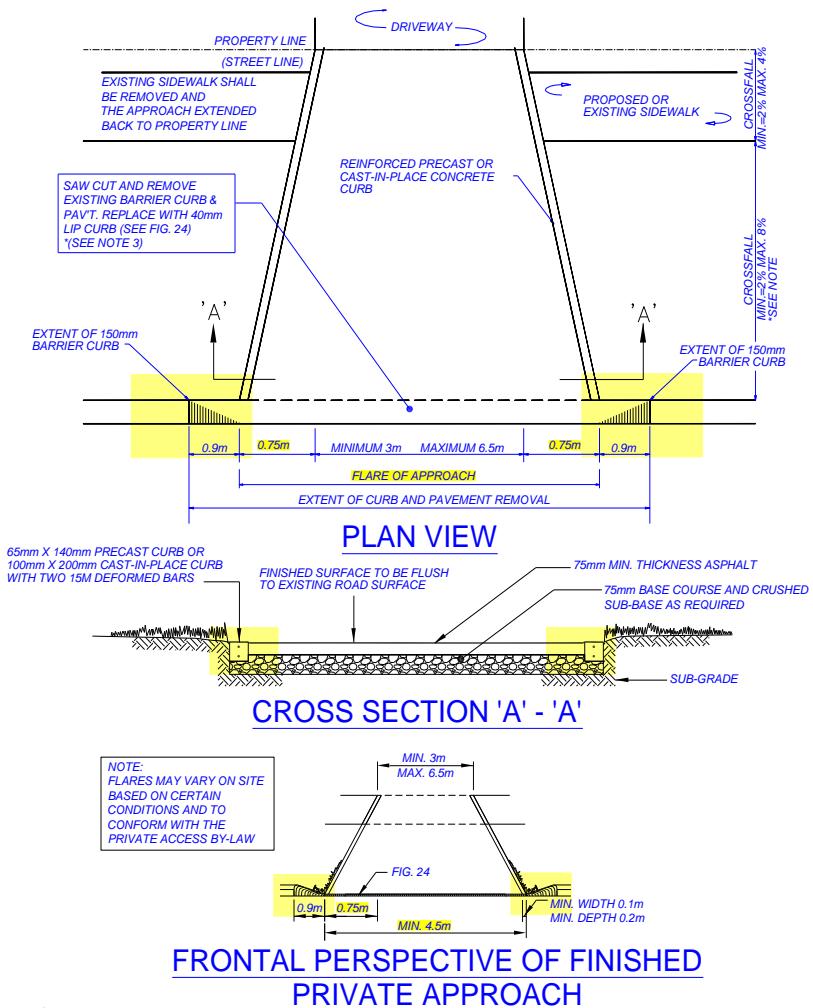 DRIVEWAY
PROPERTY LINE
(STREET LINE)
EXISTING SIDEWALK SHALL
BE REMOVED AND
THE APPROACH EXTENDED
BACK TO PROPERTY LINE
PROPOSED OR
EXISTING SIDEWALK
CROSSFALL
MIN.=2% MAX. 4%
REINFORCED PRECAST OR
CAST-IN-PLACE CONCRETE
CURB
SAW CUT AND REMOVE
EXISTING BARRIER CURB &
PAV'T. REPLACE WITH 40mm
LIP CURB (SEE FIG. 24)
*(SEE NOTE 3)
CROSSFALL
MIN.=2% MAX. 8%
*SEE NOTE
'A'
'A'
EXTENT OF 150mm
BARRIER CURB
EXTENT OF 150mm
BARRIER CURB
0.9m 0.75m MINIMUM 3m MAXIMUM 6.5m 0.75m 0.9m
FLARE OF APPROACH
EXTENT OF CURB AND PAVEMENT REMOVAL
PLAN VIEW
65mm X 140mm PRECAST CURB OR
100mm X 200mm CAST-IN-PLACE CURB
WITH TWO 15M DEFORMED BARS
FINISHED SURFACE TO BE FLUSH
TO EXISTING ROAD SURFACE
75mm MIN. THICKNESS ASPHALT
75mm BASE COURSE AND CRUSHED
SUB-BASE AS REQUIRED
SUB-GRADE
CROSS SECTION 'A' - 'A'
NOTE:
FLARES MAY VARY ON SITE
BASED ON CERTAIN
CONDITIONS AND TO
CONFORM WITH THE
PRIVATE ACCESS BY-LAW
MIN. 3m
MAX. 6.5m
FIG. 24
0.9m 0.75m
MIN. WIDTH 0.1m
MIN. DEPTH 0.2m
MIN. 4.5m
FRONTAL PERSPECTIVE OF FINISHED
PRIVATE APPROACH